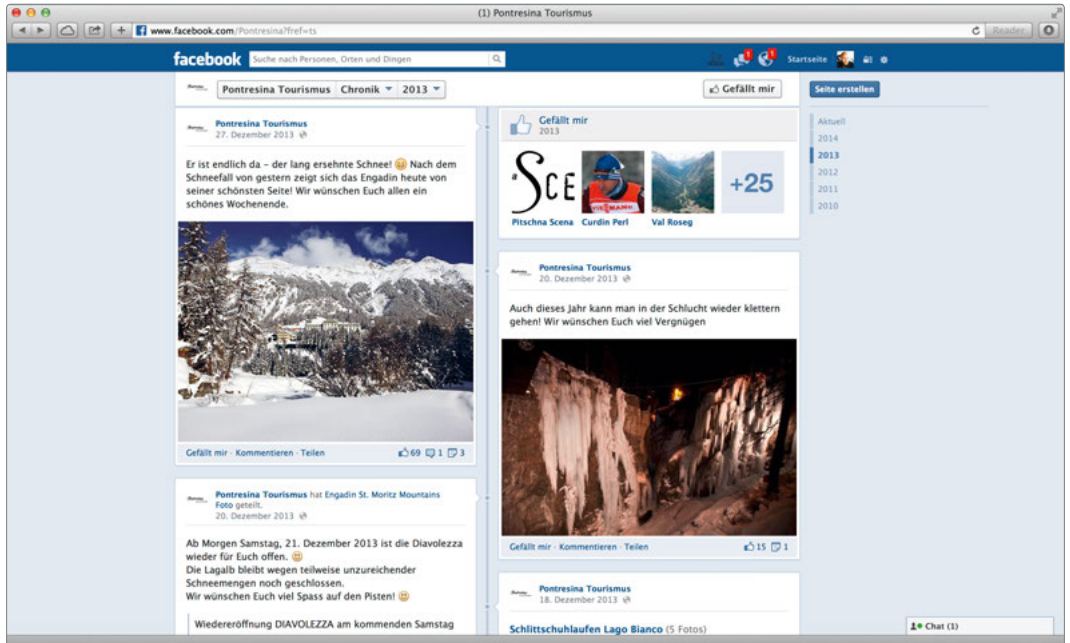 (1) Pontresina Tourismus
www.facebook.com/Pontresina?fref=ts
Reader
facebook
Suche nach Personen, Orten und Dingen
1
1
Startseite
Pontresina Tourismus Chronik 2013
Gefällt mir
Seite erstellen
Aktuell
2014
2013
2012
2011
2010
Pontresina Tourismus
27. Dezember 2013
Er ist endlich da – der lang ersehnte Schnee! Nach dem
Schneefall von gestern zeigt sich das Engadin heute von
seiner schönsten Seite! Wir wünschen Euch allen ein
schönes Wochenende.
Gefällt mir · Kommentieren · Teilen 69 1 3
Pontresina Tourismus hat Engadin St. Moritz Mountains
Foto geteilt.
20. Dezember 2013
Ab Morgen Samstag, 21. Dezember 2013 ist die Diavolezza
wieder für Euch offen.
Die Lagalb bleibt wegen teilweise unzureichender
Schneemengen noch geschlossen.
Wir wünschen Euch viel Spass auf den Pisten!
Wiedereröffnung DIAVOLEZZA am kommenden Samstag
Gefällt mir
2013
a SCE
+25
Pitschna Scena Curdin Perl Val Roseg
Pontresina Tourismus
20. Dezember 2013
Auch dieses Jahr kann man in der Schlucht wieder klettern
gehen! Wir wünschen Euch viel Vergnügen
Gefällt mir · Kommentieren · Teilen 15 1
Pontresina Tourismus
18. Dezember 2013
Schlittschuhlaufen Lago Bianco (5 Fotos)
Chat (1)